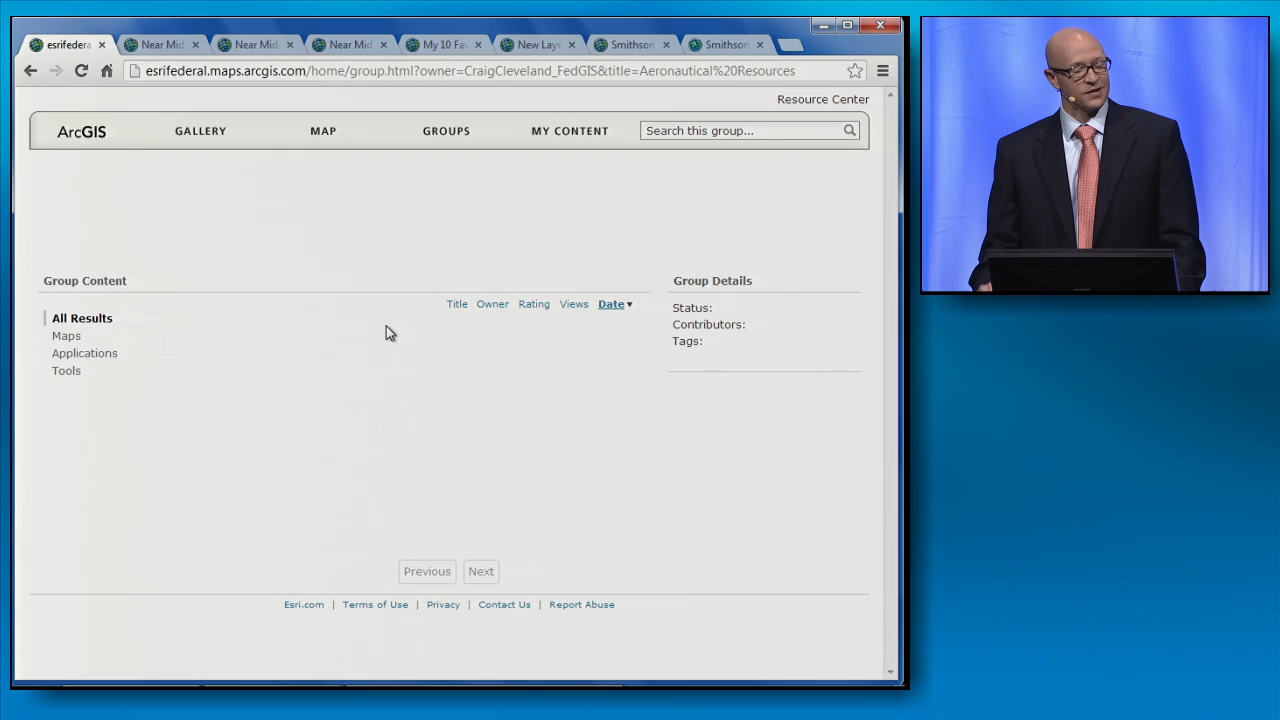 esrifedera
Near Mid
Near Mid
Near Mid
My 10 Fav
New Laye
Smithson
Smithson
esrifederal.maps.arcgis.com/home/group.html?owner=CraigCleveland_FedGIS&title=Aeronautical%20Resources
Resource Center
ArcGIS GALLERY MAP GROUPS MY CONTENT Search this group...
Group Content
Title Owner Rating Views Date
All Results
Maps
Applications
Tools
Group Details
Status:
Contributors:
Tags:
Previous Next
Esri.com | Terms of Use | Privacy | Contact Us | Report Abuse